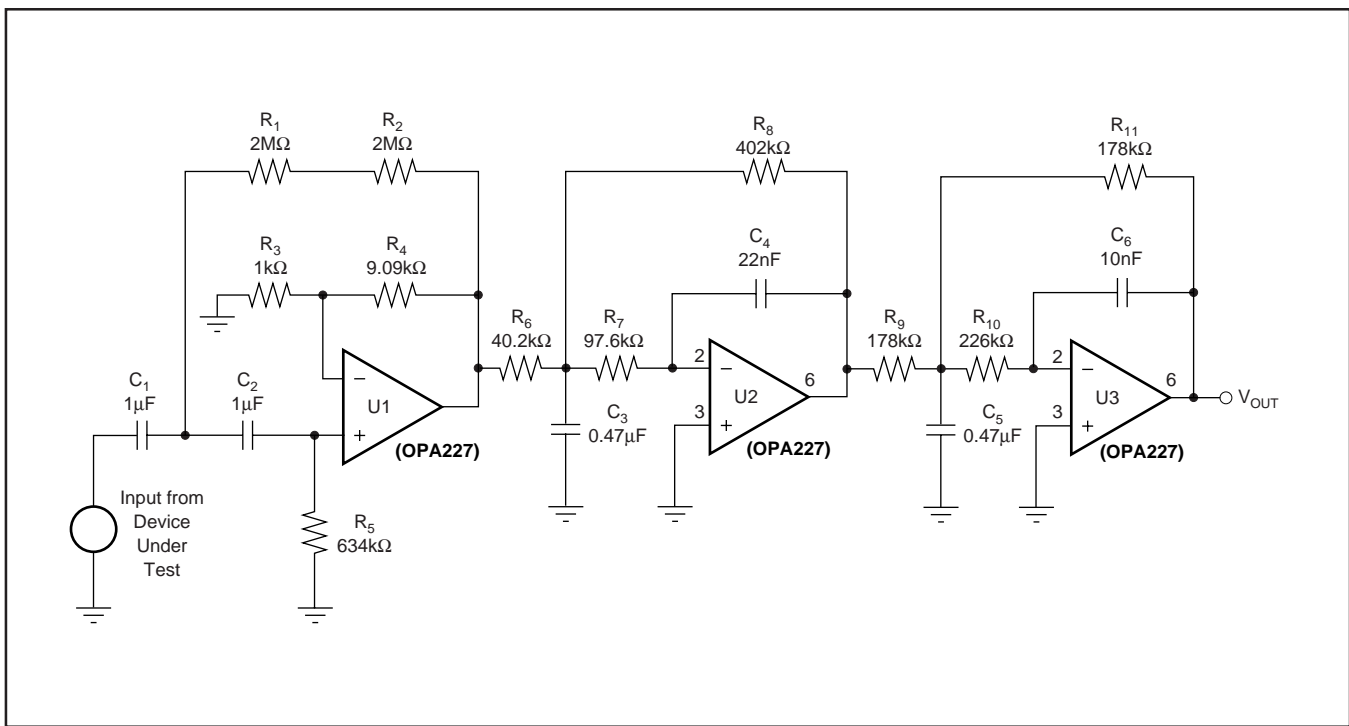 R1
2MΩ
R2
2MΩ
R8
402kΩ
R11
178kΩ
R3
1kΩ
R4
9.09kΩ
C4
22nF
C6
10nF
R6
40.2kΩ
R7
97.6kΩ
R9
178kΩ
R10
226kΩ
2
−
U2
6
3
+
(OPA227)
2
−
U3
6
3
+
(OPA227)
VOUT
C1
1µF
C2
1µF
−
U1
+
(OPA227)
C3
0.47µF
C5
0.47µF
Input from
Device
Under
Test
R5
634kΩ